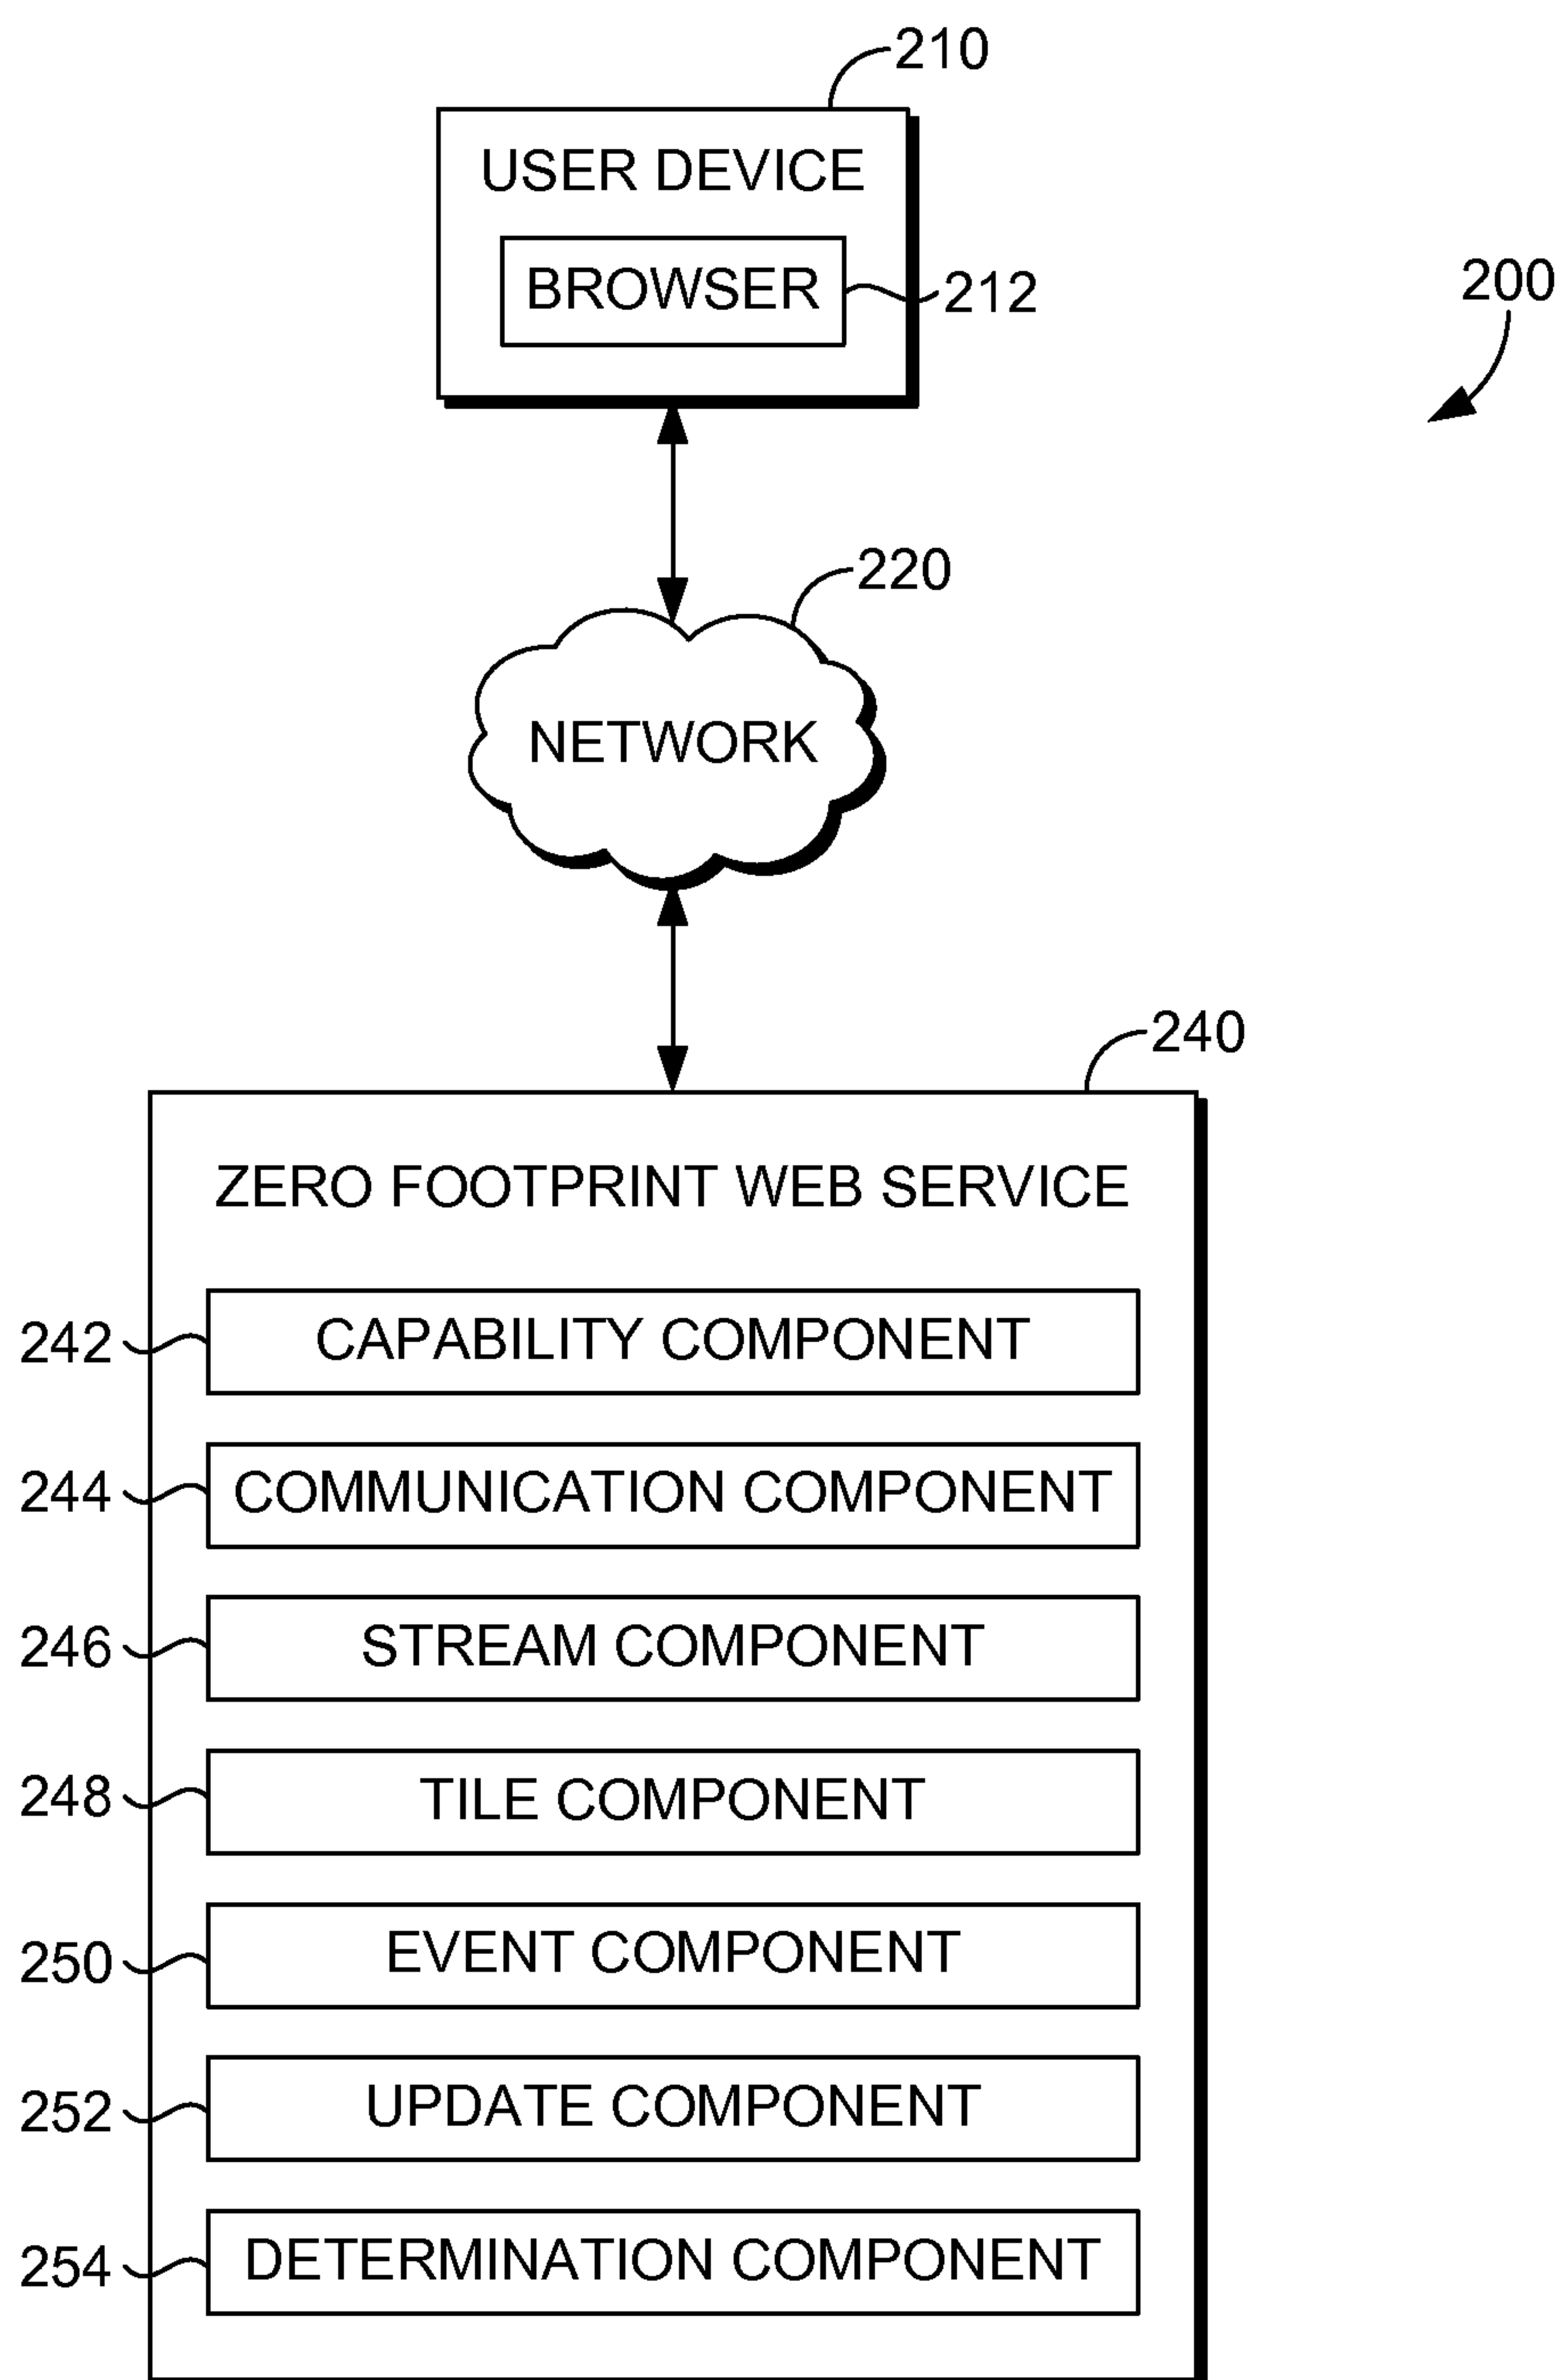 210
USER DEVICE
BROWSER
212
200
220
NETWORK
240
ZERO FOOTPRINT WEB SERVICE
242
CAPABILITY COMPONENT
244
COMMUNICATION COMPONENT
246
STREAM COMPONENT
248
TILE COMPONENT
250
EVENT COMPONENT
252
UPDATE COMPONENT
254
DETERMINATION COMPONENT